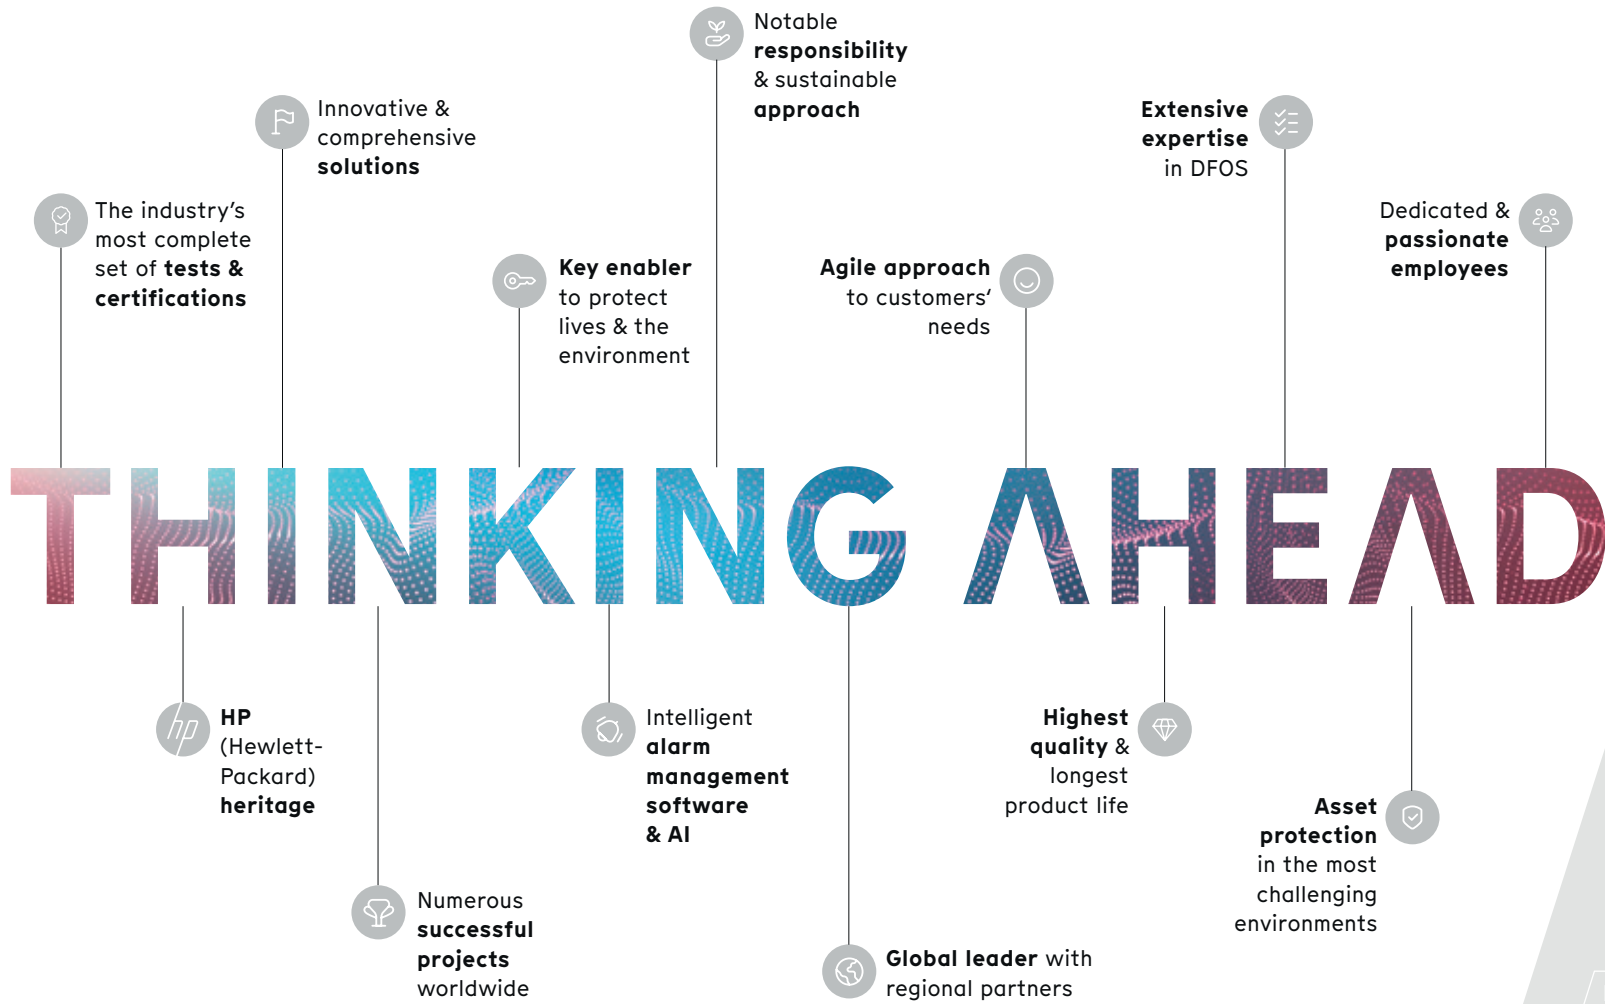 Notable
responsibility
& sustainable
approach
Innovative &
comprehensive
solutions
Extensive
expertise
in DFOS
The industry's
most complete
set of tests &
certifications
Dedicated &
passionate
employees
Key enabler
to protect
lives & the
environment
Agile approach
to customers‘
needs
THINKING AHEAD
hp
HP
(Hewlett-
Packard)
heritage
Intelligent
alarm
management
software
& AI
Highest
quality &
longest
product life
Asset
protection
in the most
challenging
environments
Numerous
successful
projects
worldwide
Global leader with
regional partners